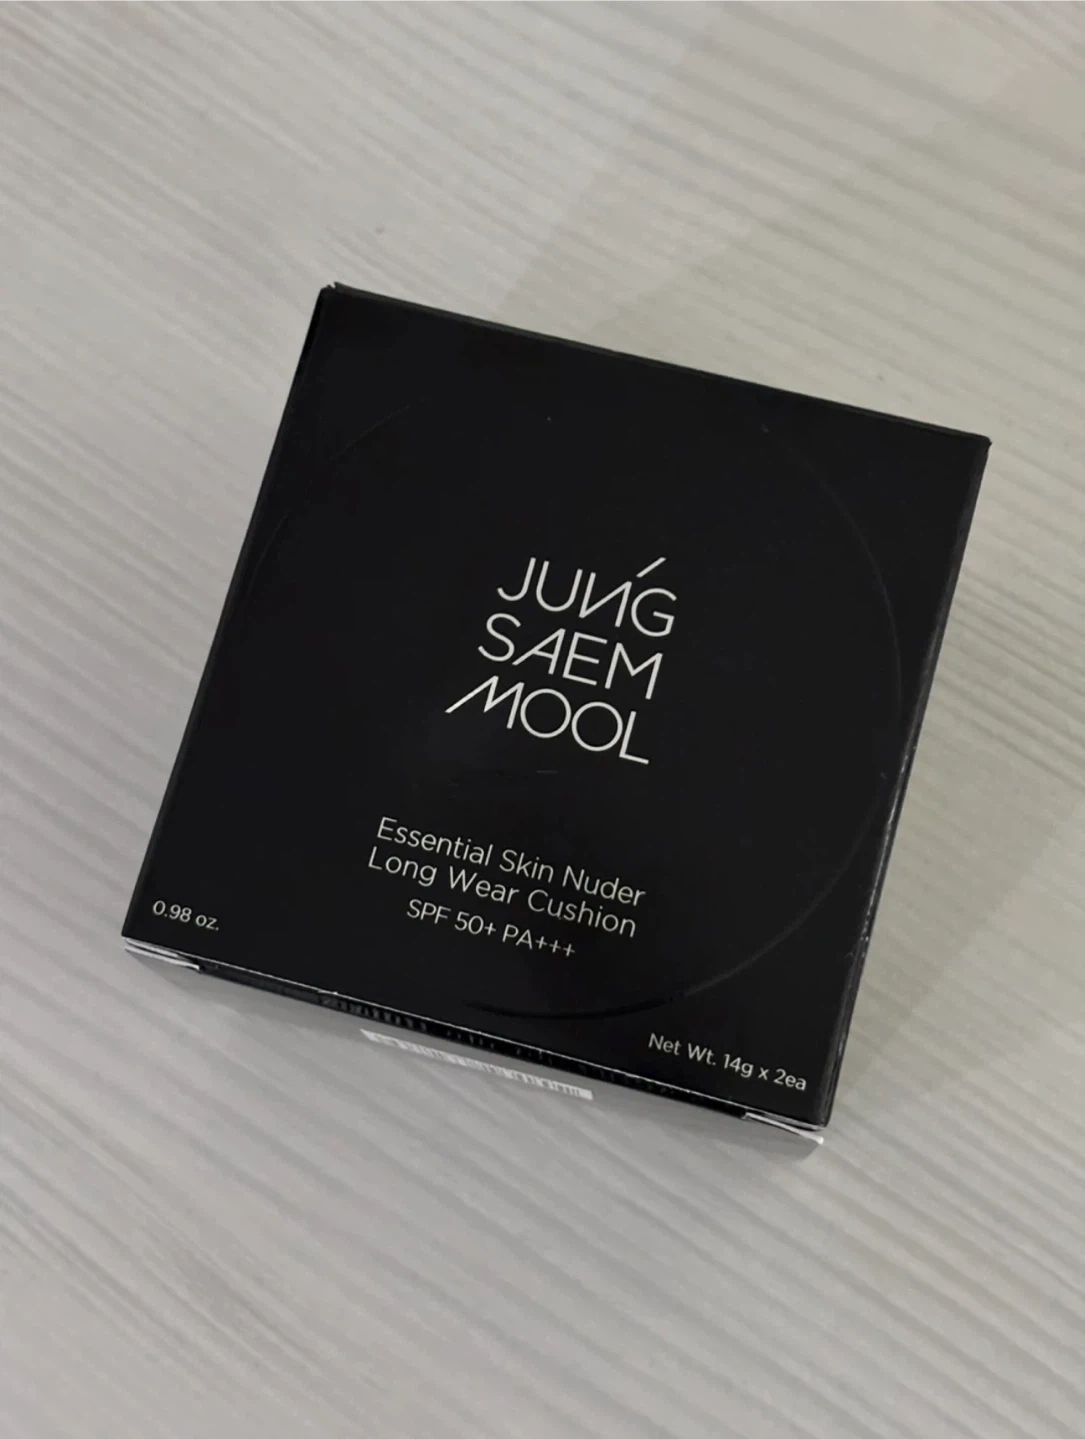 JUNG
SAEM
MOOL
Essential Skin Nuder
Long Wear Cushion
SPF 50+ PA+++
0.98 oz.
Net Wt. 14g x 2ea